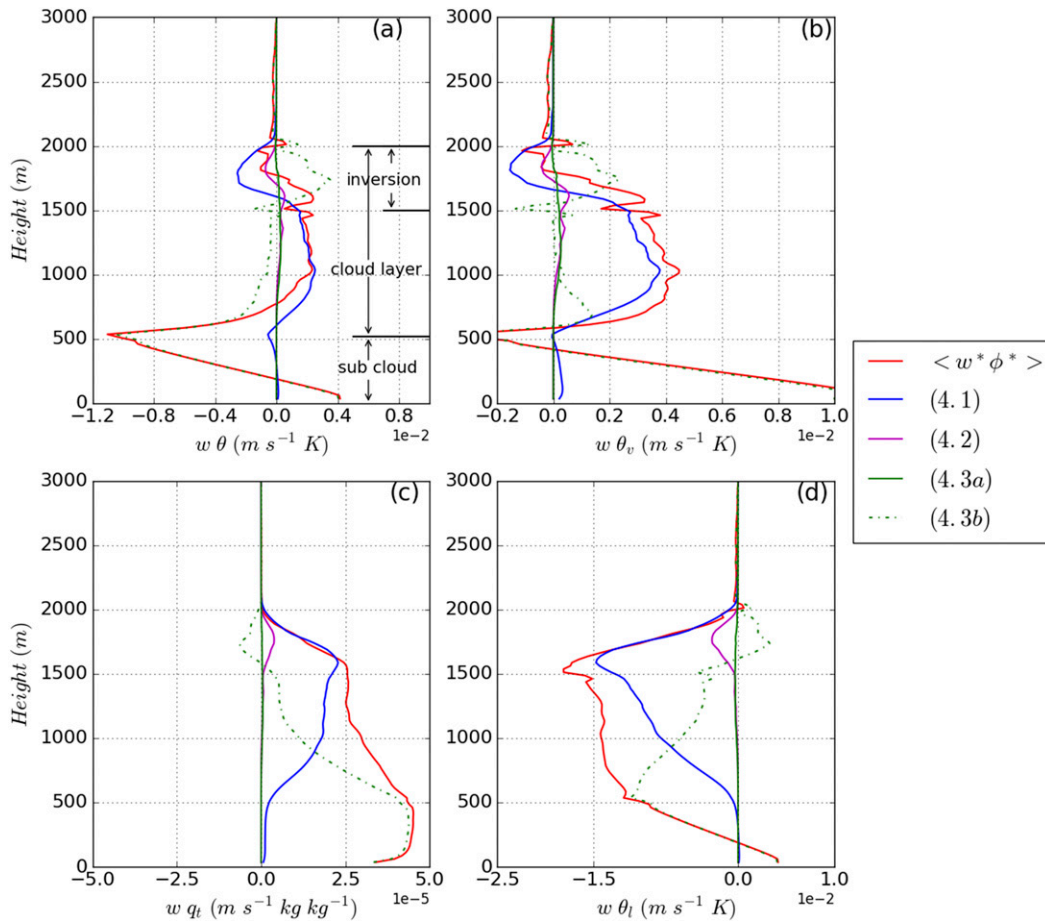 3000
2500
2000
1500
1000
500
0
Height (m)
(a)
inversion
cloud layer
sub cloud
-1.2 -0.8 -0.4 0.0 0.4 0.8
1e-2
w θ (m s⁻¹ K)
3000
2500
2000
1500
1000
500
0
(b)
-0.2 0.0 0.2 0.4 0.6 0.8 1.0
1e-2
w θᵥ (m s⁻¹ K)
3000
2500
2000
1500
1000
500
0
Height (m)
(c)
-5.0 -2.5 0.0 2.5 5.0
1e-5
w qₜ (m s⁻¹ kg kg⁻¹)
3000
2500
2000
1500
1000
500
0
(d)
-2.5 -1.5 0.0 1.0
1e-2
w θₗ (m s⁻¹ K)
< w* ϕ* >
(4.1)
(4.2)
(4.3a)
(4.3b)